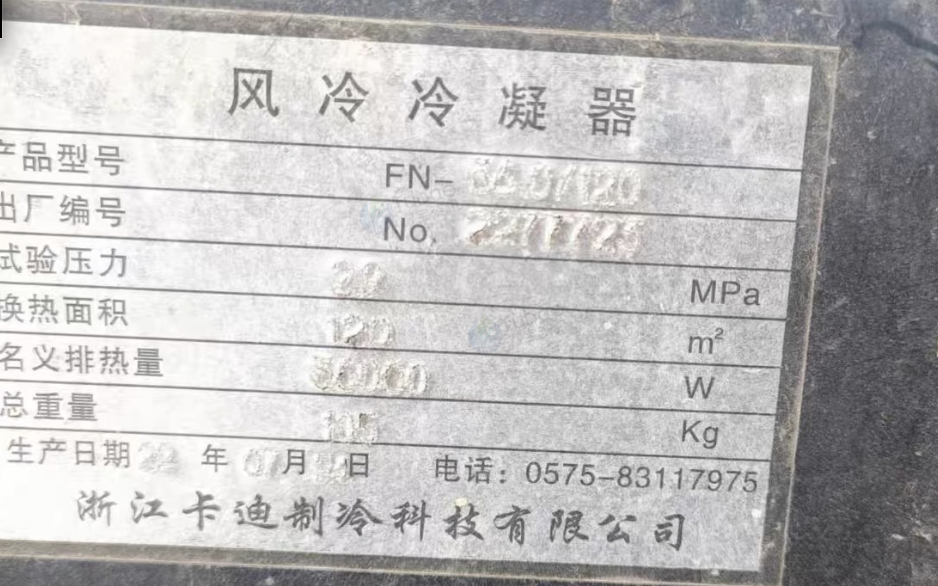 风冷冷凝器
产品型号 FN-
出厂编号 No.
试验压力 MPa
换热面积 120 m²
名义排热量 W
总重量 Kg
生产日期 22 年 月 日 电话：0575-83117975
浙江卡迪制冷科技有限公司